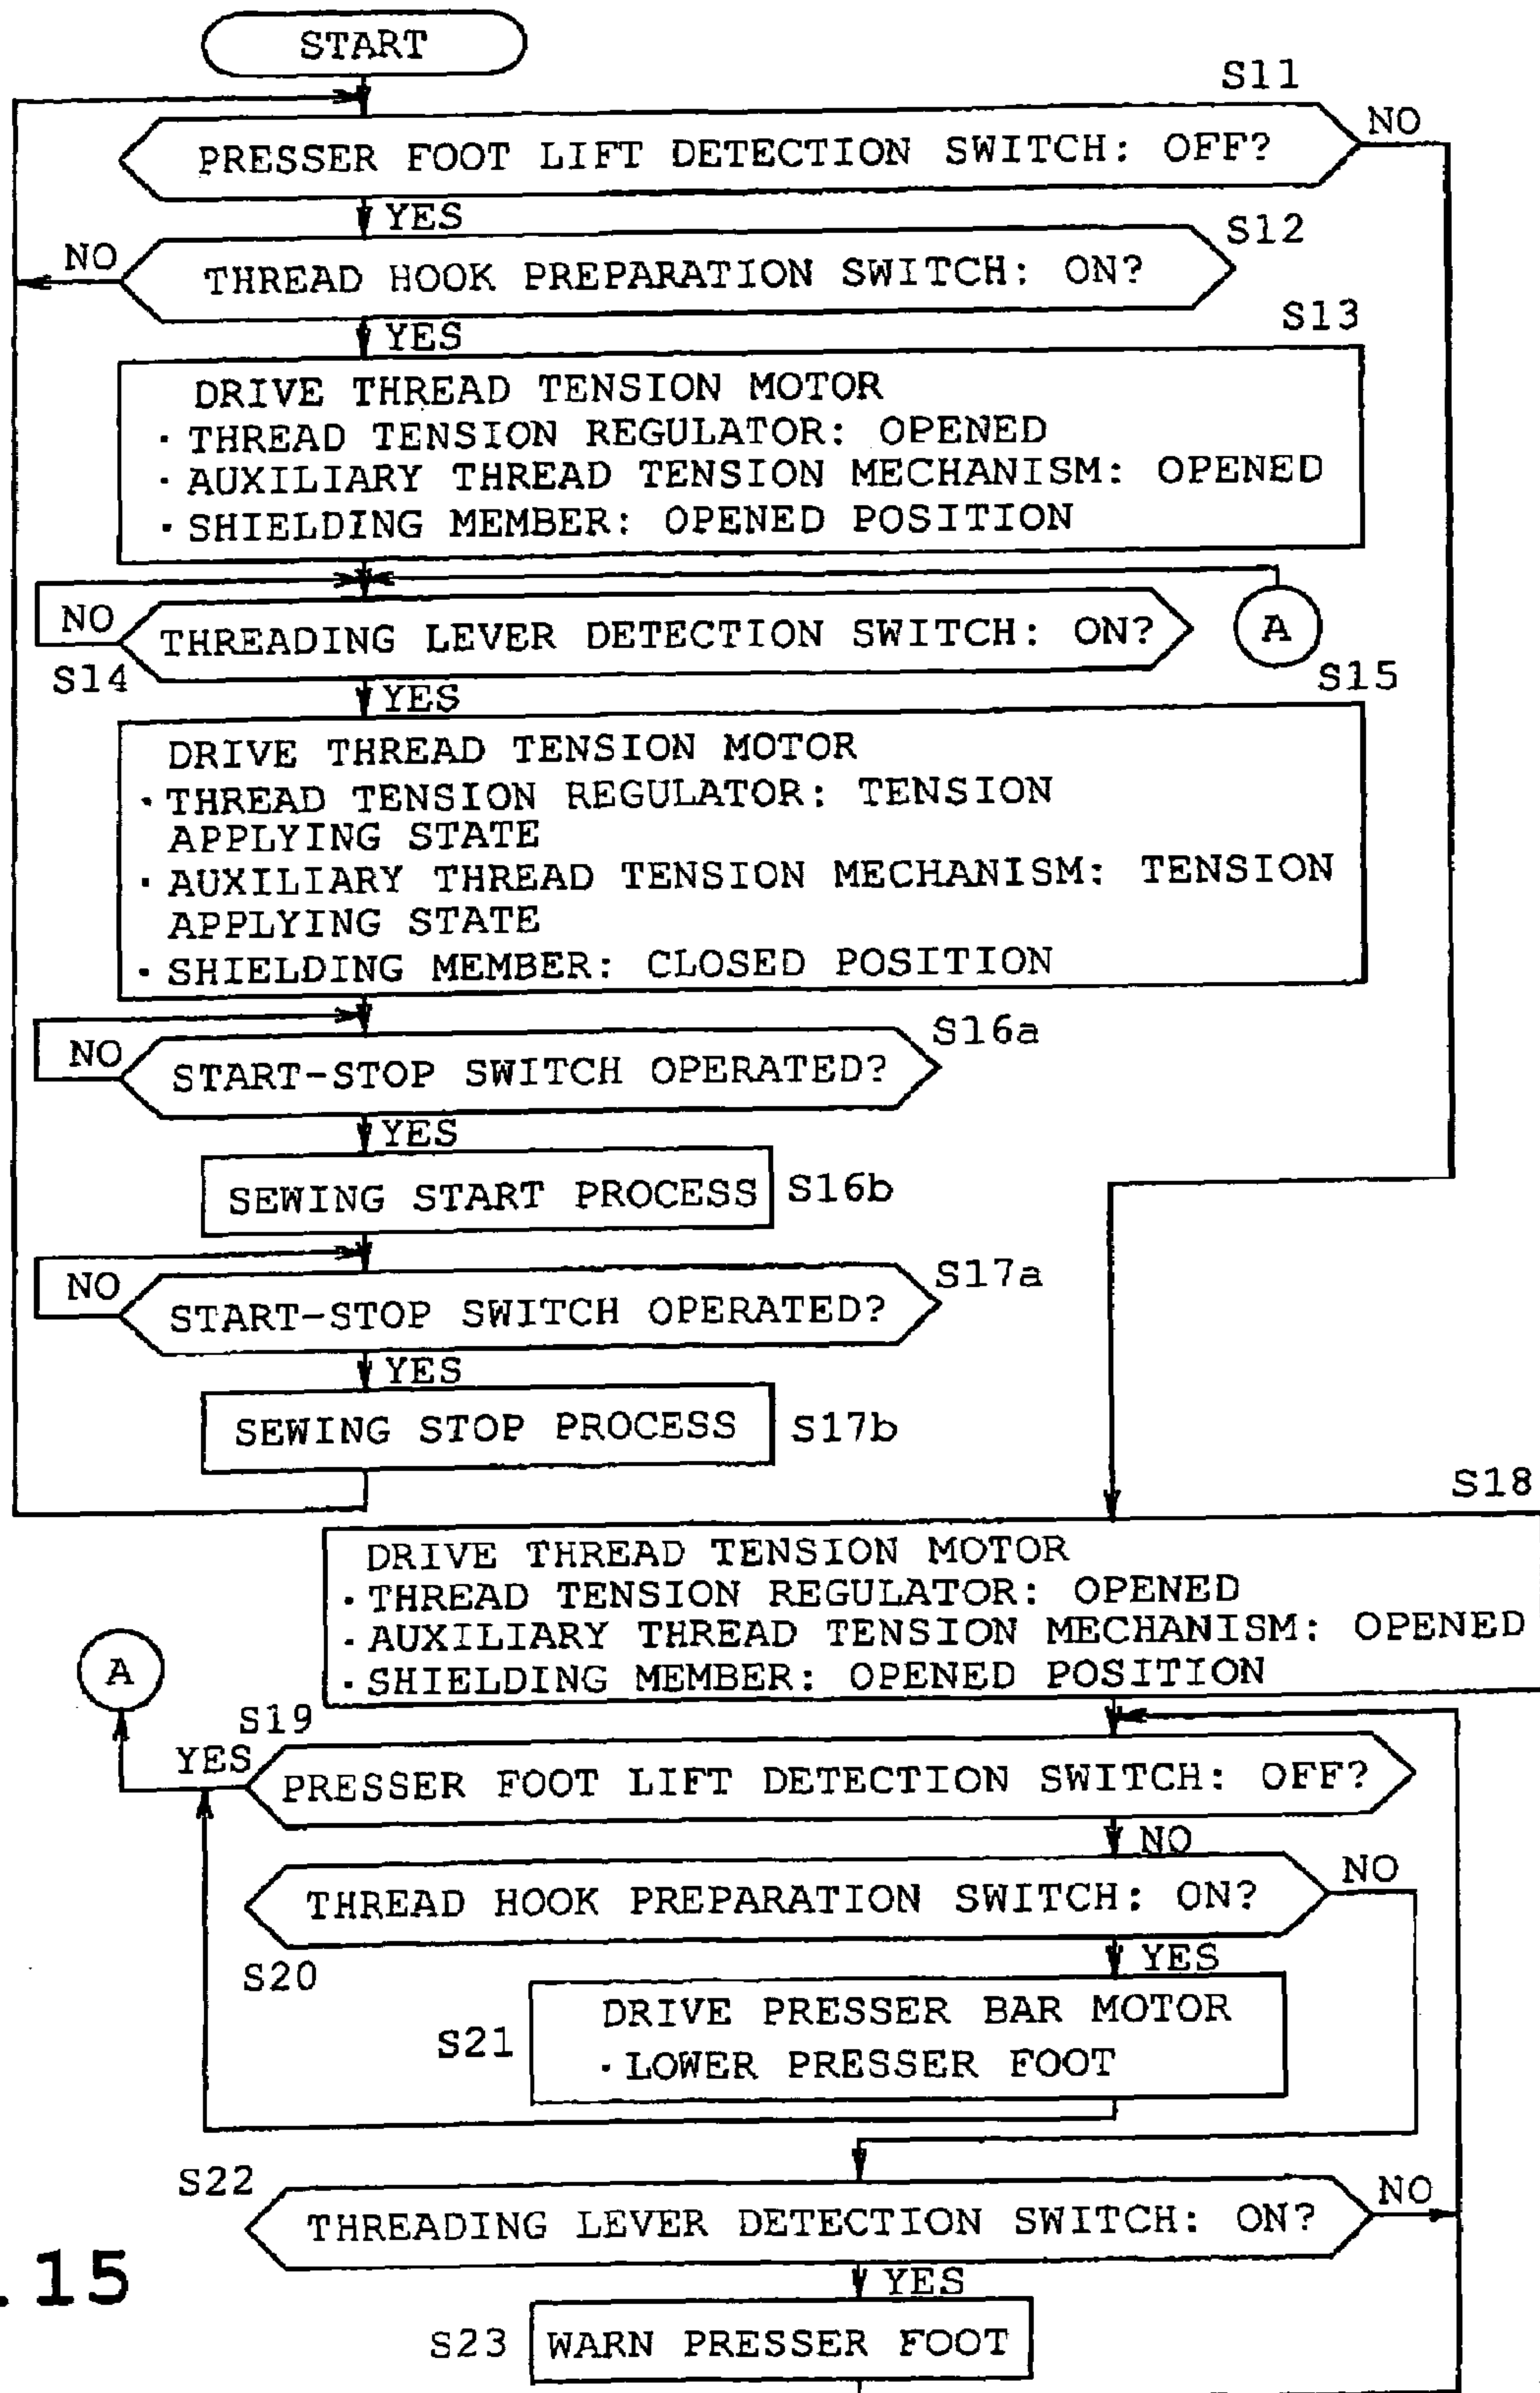 START
S11
PRESSER FOOT LIFT DETECTION SWITCH: OFF?
NO
YES
S12
NO
THREAD HOOK PREPARATION SWITCH: ON?
YES
S13
DRIVE THREAD TENSION MOTOR
· THREAD TENSION REGULATOR: OPENED
· AUXILIARY THREAD TENSION MECHANISM: OPENED
· SHIELDING MEMBER: OPENED POSITION
NO
THREADING LEVER DETECTION SWITCH: ON?
A
S14
YES
S15
DRIVE THREAD TENSION MOTOR
· THREAD TENSION REGULATOR: TENSION
APPLYING STATE
· AUXILIARY THREAD TENSION MECHANISM: TENSION
APPLYING STATE
· SHIELDING MEMBER: CLOSED POSITION
S16a
NO
START-STOP SWITCH OPERATED?
YES
SEWING START PROCESS
S16b
S17a
NO
START-STOP SWITCH OPERATED?
YES
SEWING STOP PROCESS
S17b
S18
DRIVE THREAD TENSION MOTOR
· THREAD TENSION REGULATOR: OPENED
· AUXILIARY THREAD TENSION MECHANISM: OPENED
· SHIELDING MEMBER: OPENED POSITION
A
S19
YES
PRESSER FOOT LIFT DETECTION SWITCH: OFF?
NO
THREAD HOOK PREPARATION SWITCH: ON?
NO
S20
YES
S21
DRIVE PRESSER BAR MOTOR
· LOWER PRESSER FOOT
S22
THREADING LEVER DETECTION SWITCH: ON?
NO
YES
S23
WARN PRESSER FOOT
.15